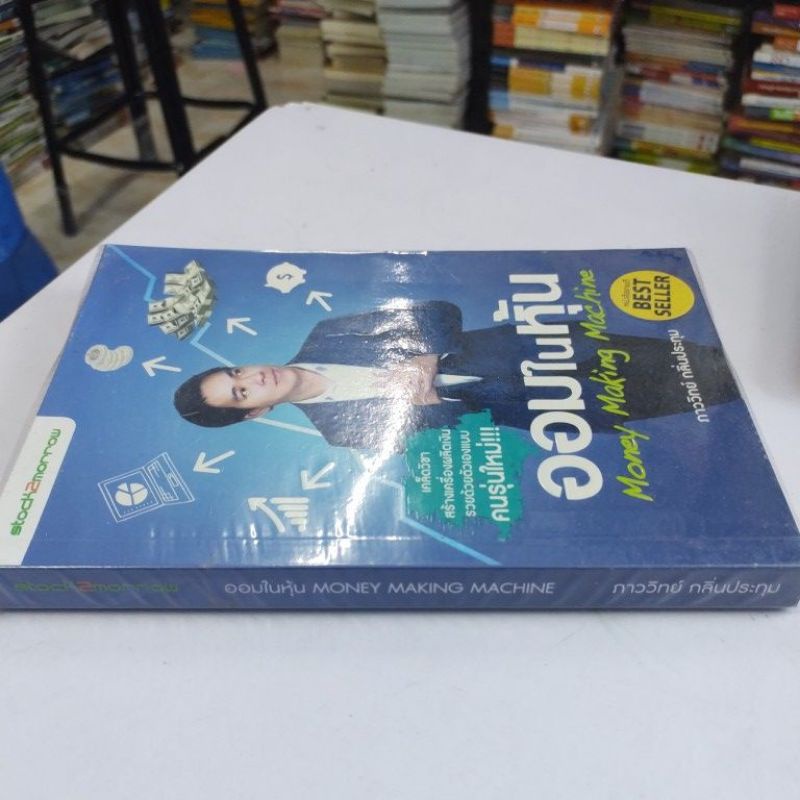 stock2morrow
ออมในหุ้น
Money Making Machine
BEST
SELLER
ภาววิทย์ กลิ่นประทุม
เคล็ดวิชา
สร้างเครื่องผลิตเงิน
รวยด้วยตัวเองแบบ
คนรุ่นใหม่!!!
stock2morrow ออมในหุ้น MONEY MAKING MACHINE ภาววิทย์ กลิ่นประทุม